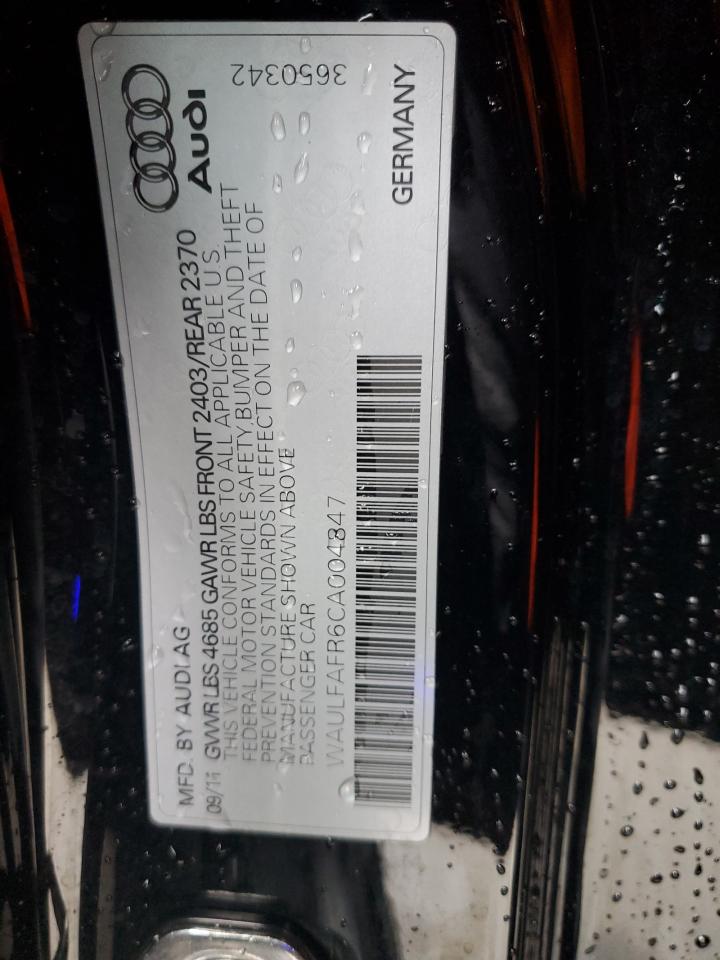 MFD. BY AUDI AG
Audi
09/11 GVWR LBS 4685 GAWR LBS FRONT 2403/REAR 2370
THIS VEHICLE CONFORMS TO ALL APPLICABLE U.S.
FEDERAL MOTOR VEHICLE SAFETY, BUMPER AND THEFT
PREVENTION STANDARDS IN EFFECT ON THE DATE OF
MANUFACTURE SHOWN ABOVE
PASSENGER CAR
3650342
WAULFAFR6CA004847
GERMANY